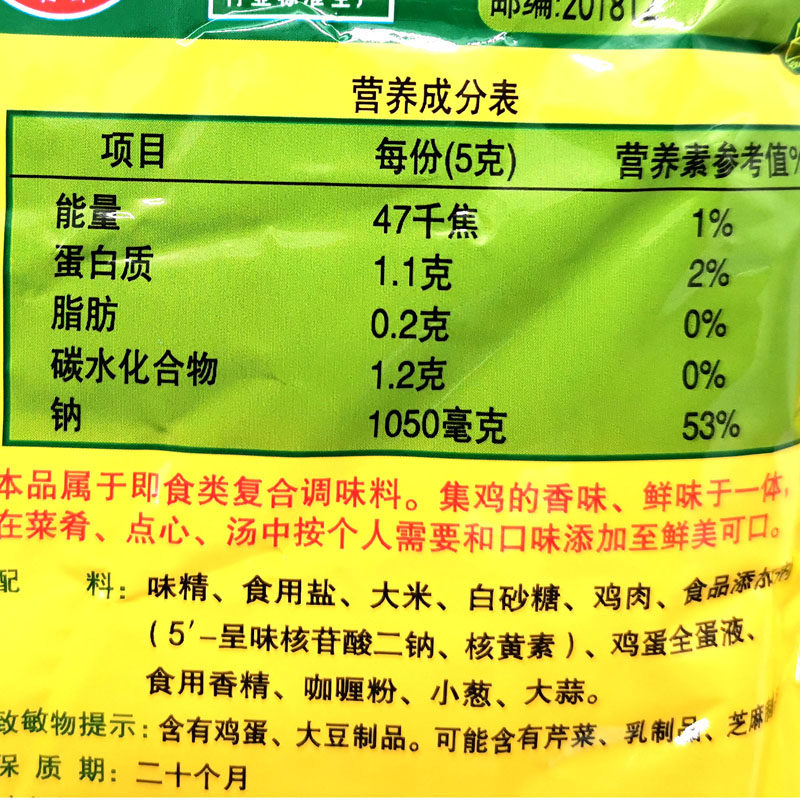 邮编:201812
营养成分表
项目 每份(5克) 营养素参考值%
能量 47千焦 1%
蛋白质 1.1克 2%
脂肪 0.2克 0%
碳水化合物 1.2克 0%
钠 1050毫克 53%
本品属于即食类复合调味料。集鸡的香味、鲜味于一体,
在菜肴、点心、汤中按个人需要和口味添加至鲜美可口。
配 料: 味精、食用盐、大米、白砂糖、鸡肉、食品添加剂
(5′-呈味核苷酸二钠、核黄素)、鸡蛋全蛋液、
食用香精、咖喱粉、小葱、大蒜。
致敏物提示:含有鸡蛋、大豆制品。可能含有芹菜、乳制品、芝麻
保 质 期: 二十个月